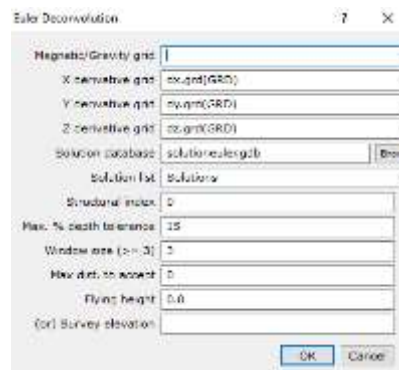 Euler Deconvolution ? ×
Magnetic/Gravity grid
X derivative grid dx.grd(GRD)
Y derivative grid dy.grd(GRD)
Z derivative grid dz.grd(GRD)
Solution database solutioneuler.gdb Brow
Solution list Solutions
Structural index 0
Max. % depth tolerance 15
Window size (>= 3) 3
Max dist. to accept 0
Flying height 0.0
(or) Survey elevation
OK Cancel